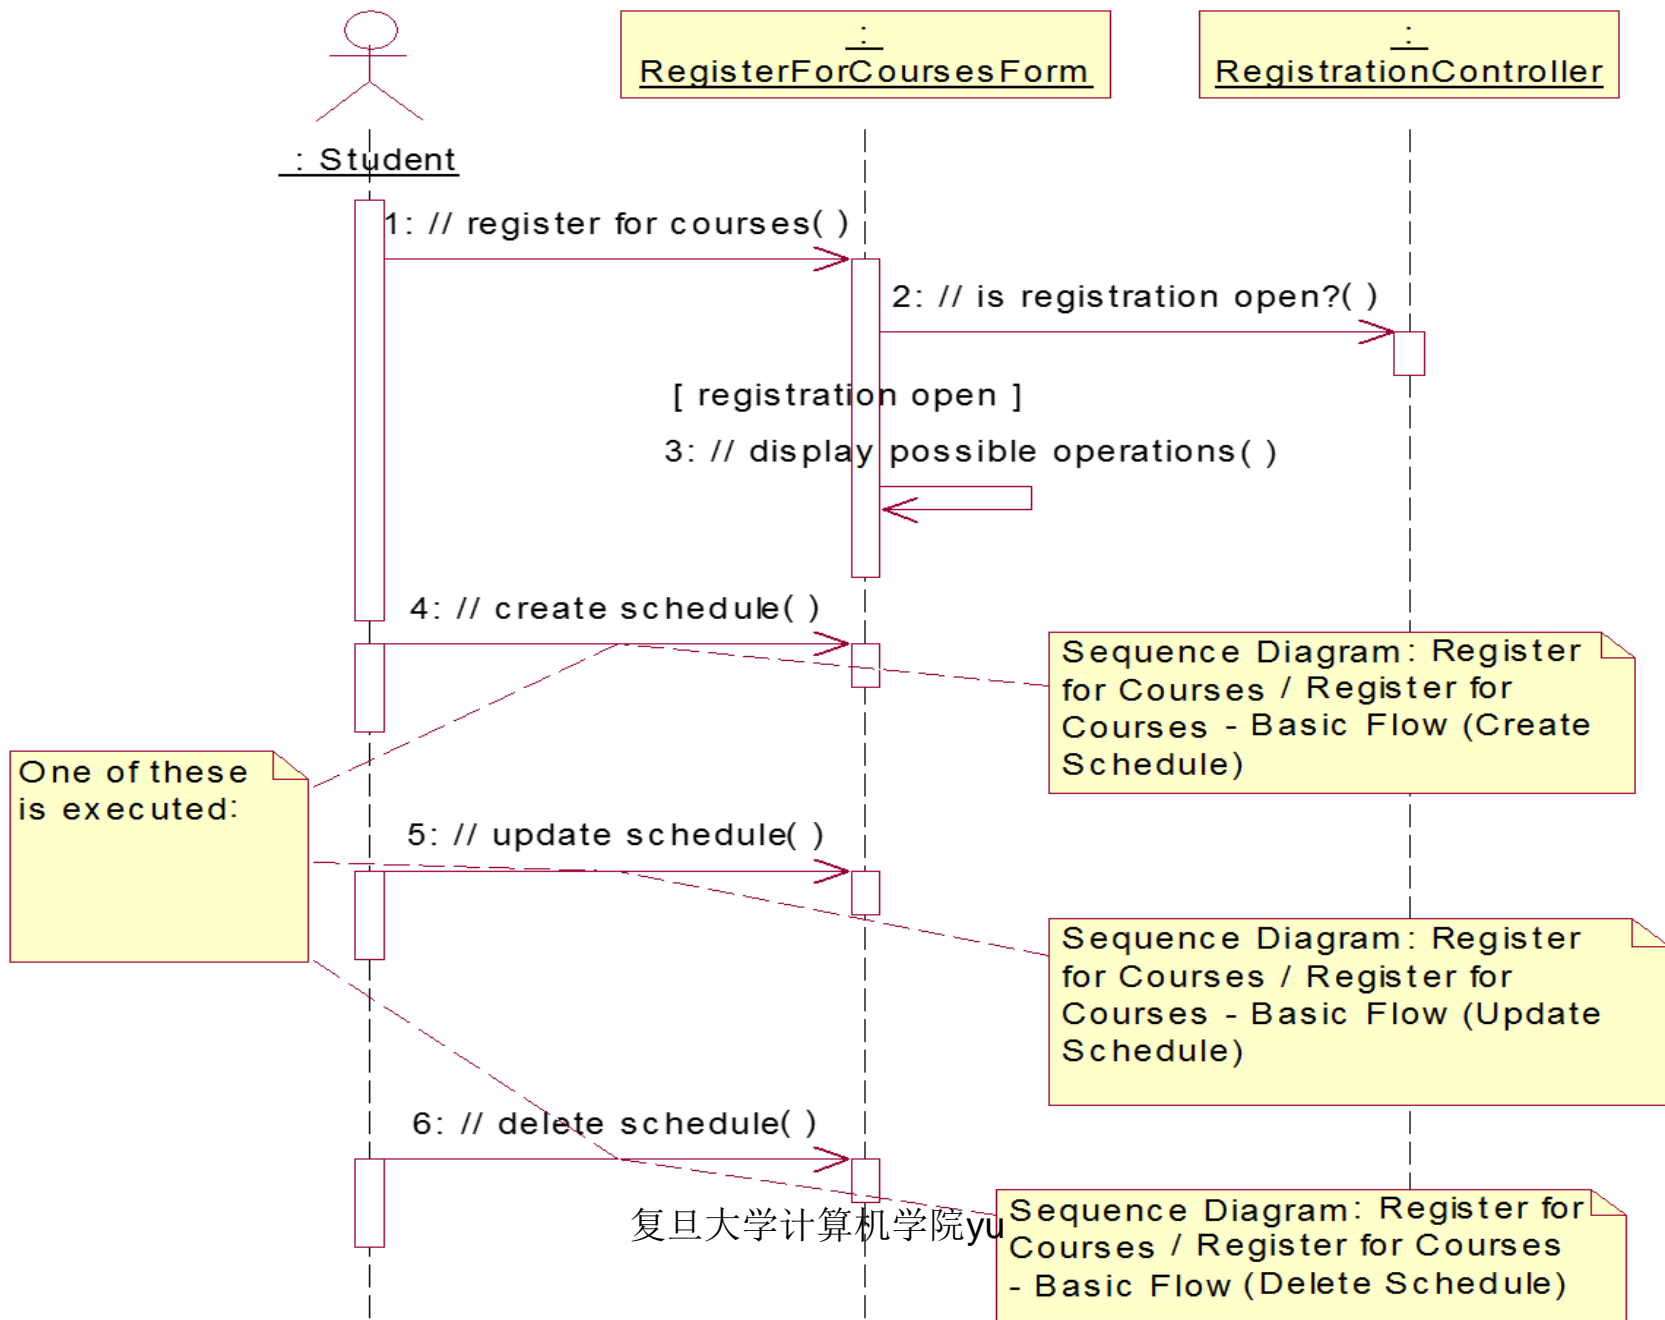 :
RegisterForCoursesForm
:
RegistrationController
: Student
1: // register for courses( )
2: // is registration open?( )
[ registration open ]
3: // display possible operations( )
4: // create schedule( )
Sequence Diagram: Register
for Courses / Register for
Courses - Basic Flow (Create
Schedule)
One of these
is executed:
5: // update schedule( )
Sequence Diagram: Register
for Courses / Register for
Courses - Basic Flow (Update
Schedule)
6: // delete schedule( )
Sequence Diagram: Register for
Courses / Register for Courses
- Basic Flow (Delete Schedule)
复旦大学计算机学院yu